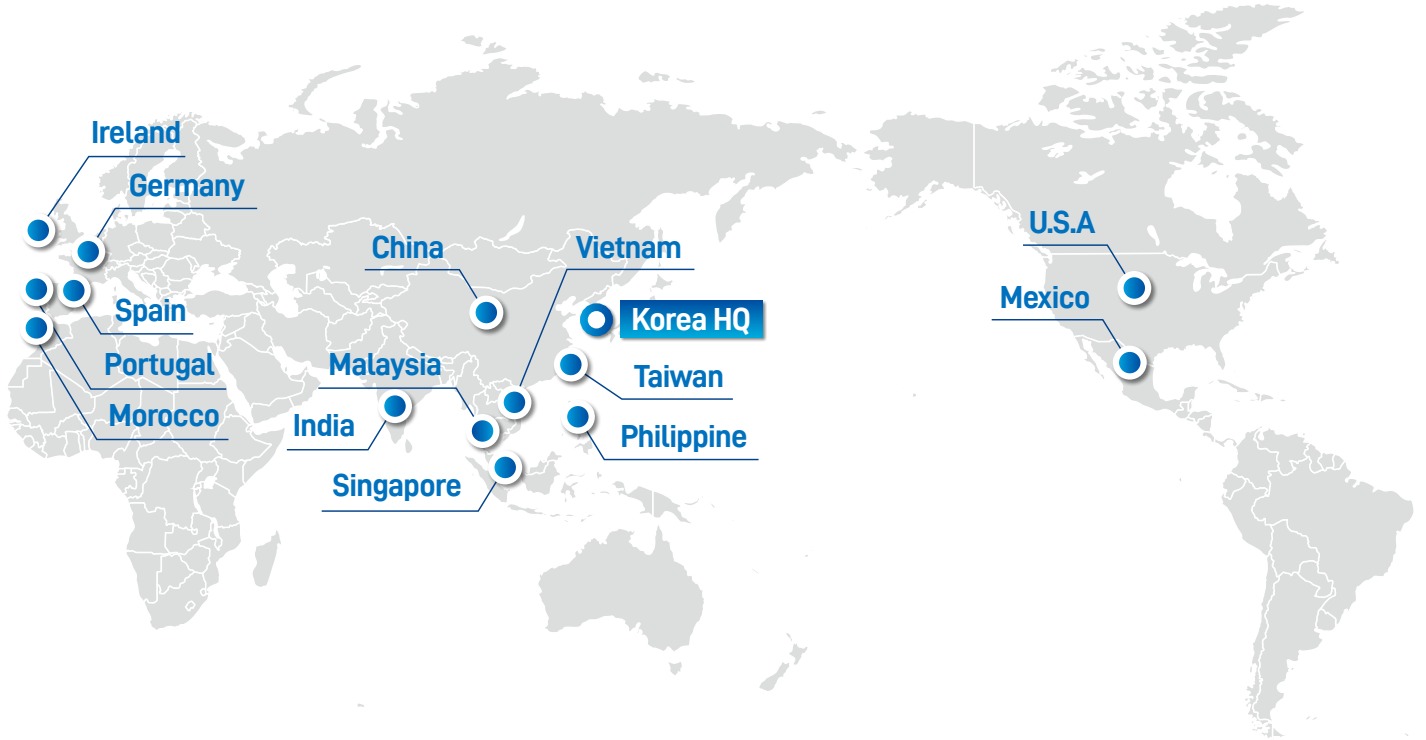 Ireland
Germany
U.S.A
China
Vietnam
Mexico
Spain
Korea HQ
Portugal
Malaysia
Taiwan
Morocco
India
Philippine
Singapore